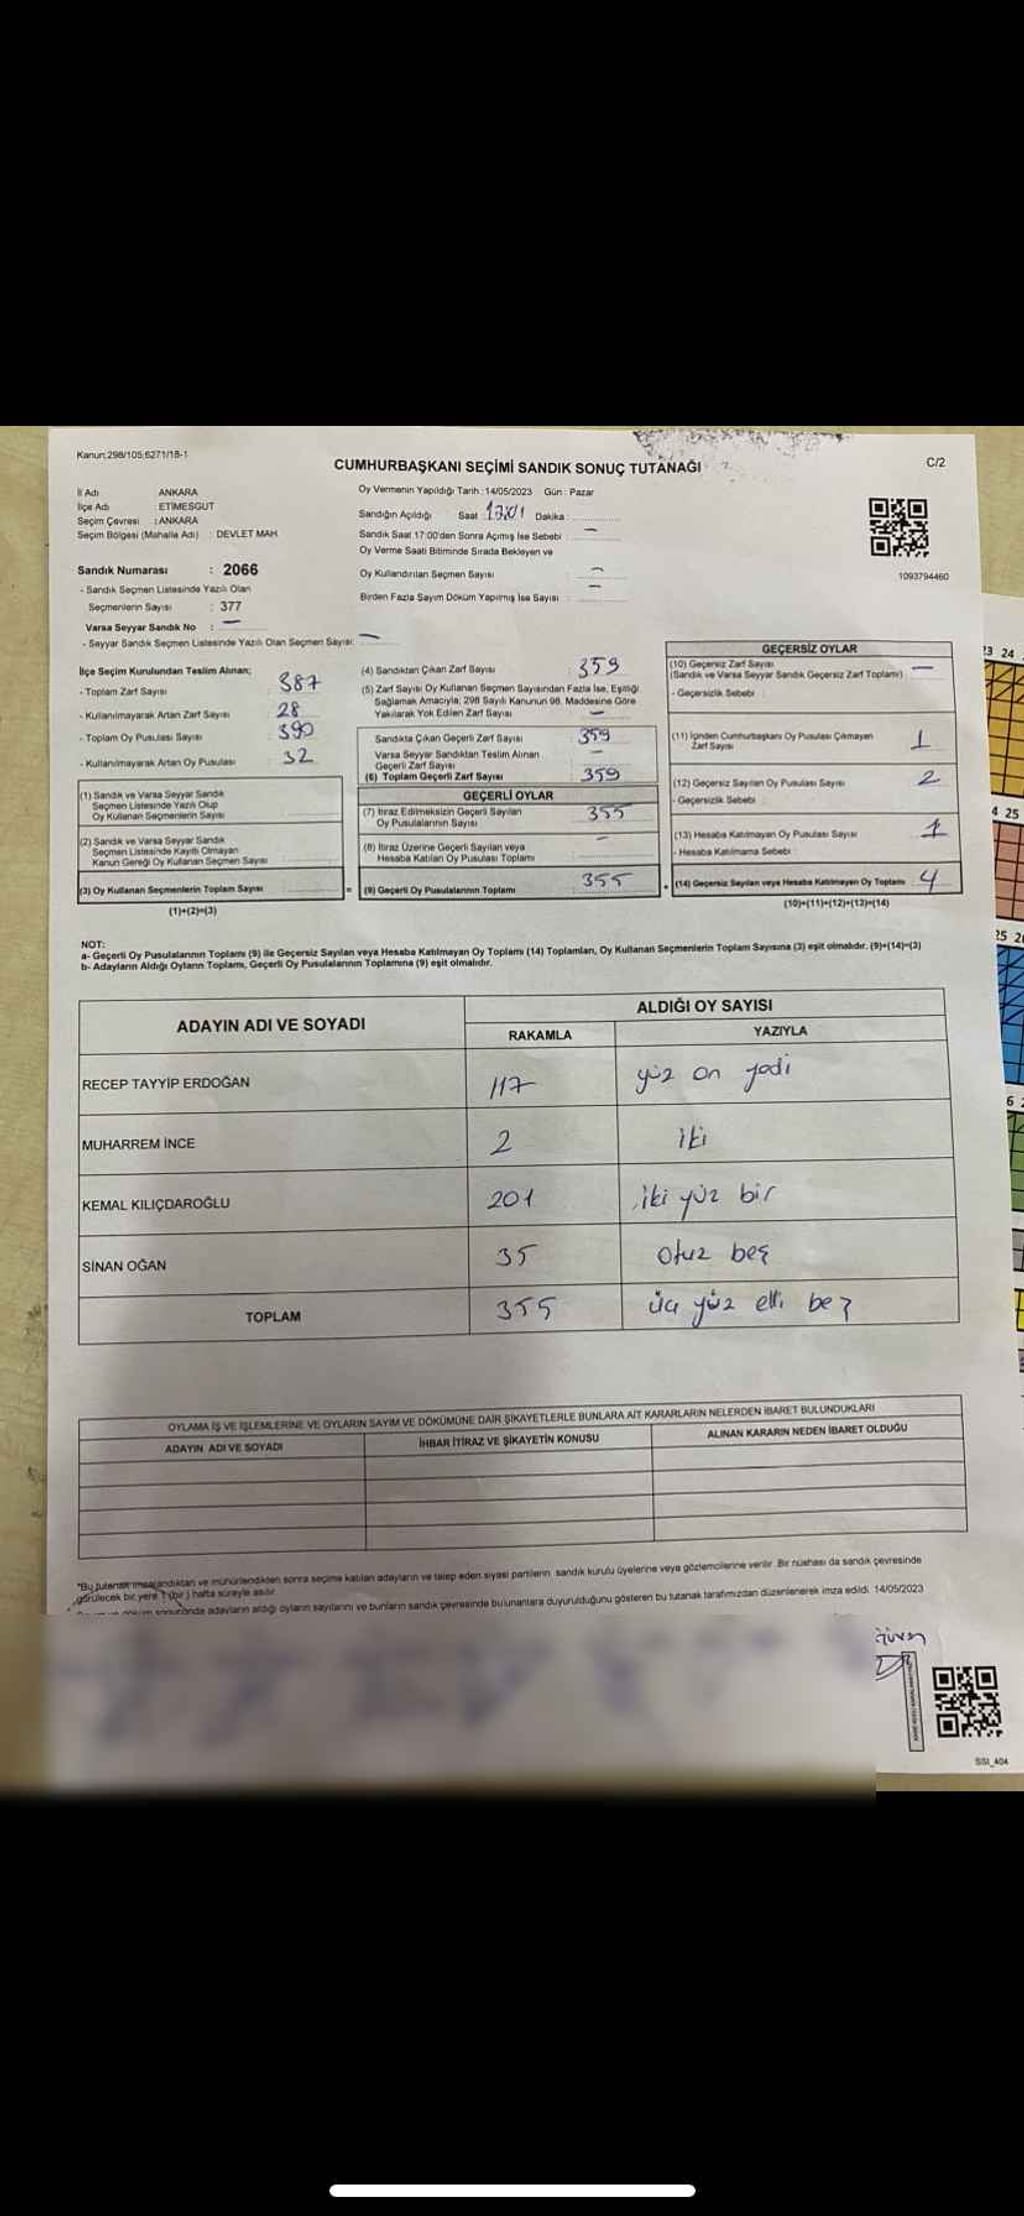 Kanun;298/105;6271/18-1
CUMHURBAŞKANI SEÇİMİ SANDIK SONUÇ TUTANAĞI
C/2
İl Adı ANKARA
İlçe Adı : ETİMESGUT
Seçim Çevresi : ANKARA
Seçim Bölgesi (Mahalle Adı) : DEVLET MAH
Sandık Numarası : 2066
- Sandık Seçmen Listesinde Yazılı Olan
Seçmenlerin Sayısı : 377
Varsa Seyyar Sandık No : —
- Seyyar Sandık Seçmen Listesinde Yazılı Olan Seçmen Sayısı: —
Oy Vermenin Yapıldığı Tarih : 14/05/2023 Gün : Pazar
Sandığın Açıldığı Saat Dakika :
Sandık Saat 17:00'den Sonra Açılmış İse Sebebi : —
Oy Verme Saati Bitiminde Sırada Bekleyen ve
Oy Kullandırılan Seçmen Sayısı : —
Birden Fazla Sayım Döküm Yapılmış İse Sayısı : —
1093794460
İlçe Seçim Kurulundan Teslim Alınan;
- Toplam Zarf Sayısı : 387
- Kullanılmayarak Artan Zarf Sayısı : 28
- Toplam Oy Pusulası Sayısı : 390
- Kullanılmayarak Artan Oy Pusulası : 32
(1) Sandık ve Varsa Seyyar Sandık
Seçmen Listesinde Yazılı Olup
Oy Kullanan Seçmenlerin Sayısı
(2) Sandık ve Varsa Seyyar Sandık
Seçmen Listesinde Kayıtlı Olmayan
Kanun Gereği Oy Kullanan Seçmen Sayısı
(3) Oy Kullanan Seçmenlerin Toplam Sayısı
(1)+(2)=(3)
(4) Sandıktan Çıkan Zarf Sayısı : 359
(5) Zarf Sayısı Oy Kullanan Seçmen Sayısından Fazla İse, Eşitliği
Sağlamak Amacıyla; 298 Sayılı Kanunun 98. Maddesine Göre
Yakılarak Yok Edilen Zarf Sayısı —
Sandıkta Çıkan Geçerli Zarf Sayısı 359
Varsa Seyyar Sandıktan Teslim Alınan
Geçerli Zarf Sayısı —
(6) Toplam Geçerli Zarf Sayısı 359
GEÇERLİ OYLAR
(7) İtiraz Edilmeksizin Geçerli Sayılan
Oy Pusulalarının Sayısı 355
(8) İtiraz Üzerine Geçerli Sayılan veya
Hesaba Katılan Oy Pusulası Toplamı —
= (9) Geçerli Oy Pusulalarının Toplamı 355
GEÇERSİZ OYLAR
(10) Geçersiz Zarf Sayısı
(Sandık ve Varsa Seyyar Sandık Geçersiz Zarf Toplamı) —
- Geçersizlik Sebebi :
(11) İçinden Cumhurbaşkanı Oy Pusulası Çıkmayan
Zarf Sayısı 1
(12) Geçersiz Sayılan Oy Pusulası Sayısı 2
- Geçersizlik Sebebi :
(13) Hesaba Katılmayan Oy Pusulası Sayısı 1
- Hesaba Katılmama Sebebi :
+ (14) Geçersiz Sayılan veya Hesaba Katılmayan Oy Toplamı 4
(10)+(11)+(12)+(13)=(14)
NOT:
a- Geçerli Oy Pusulalarının Toplamı (9) ile Geçersiz Sayılan veya Hesaba Katılmayan Oy Toplamı (14) Toplamları, Oy Kullanan Seçmenlerin Toplam Sayısına (3) eşit olmalıdır. (9)+(14)=(3)
b- Adayların Aldığı Oyların Toplamı, Geçerli Oy Pusulalarının Toplamına (9) eşit olmalıdır.
ADAYIN ADI VE SOYADI ALDIĞI OY SAYISI
RAKAMLA YAZIYLA
RECEP TAYYİP ERDOĞAN 117 yüz on yedi
MUHARREM İNCE 2 iki
KEMAL KILIÇDAROĞLU 201 iki yüz bir
SİNAN OĞAN 35 otuz beş
TOPLAM 355 üç yüz elli beş
OYLAMA İŞ VE İŞLEMLERİNE VE OYLARIN SAYIM VE DÖKÜMÜNE DAİR ŞİKAYETLERLE BUNLARA AİT KARARLARIN NELERDEN İBARET BULUNDUKLARI
ADAYIN ADI VE SOYADI İHBAR İTİRAZ VE ŞİKAYETİN KONUSU ALINAN KARARIN NEDEN İBARET OLDUĞU
*Bu tutanak imzalandıktan ve mühürlendikten sonra seçime katılan adayların ve talep eden siyasi partilerin sandık kurulu üyelerine veya gözlemcilerine verilir. Bir nüshası da sandık çevresinde
görülecek bir yere 1 (bir) hafta süreyle asılır.
sonucunda adayların aldığı oyların sayılarını ve bunların sandık çevresinde bulunanlara duyurulduğunu gösteren bu tutanak tarafımızdan düzenlenerek imza edildi. 14/05/2023
SSI_404
23 24
4 25
25
6